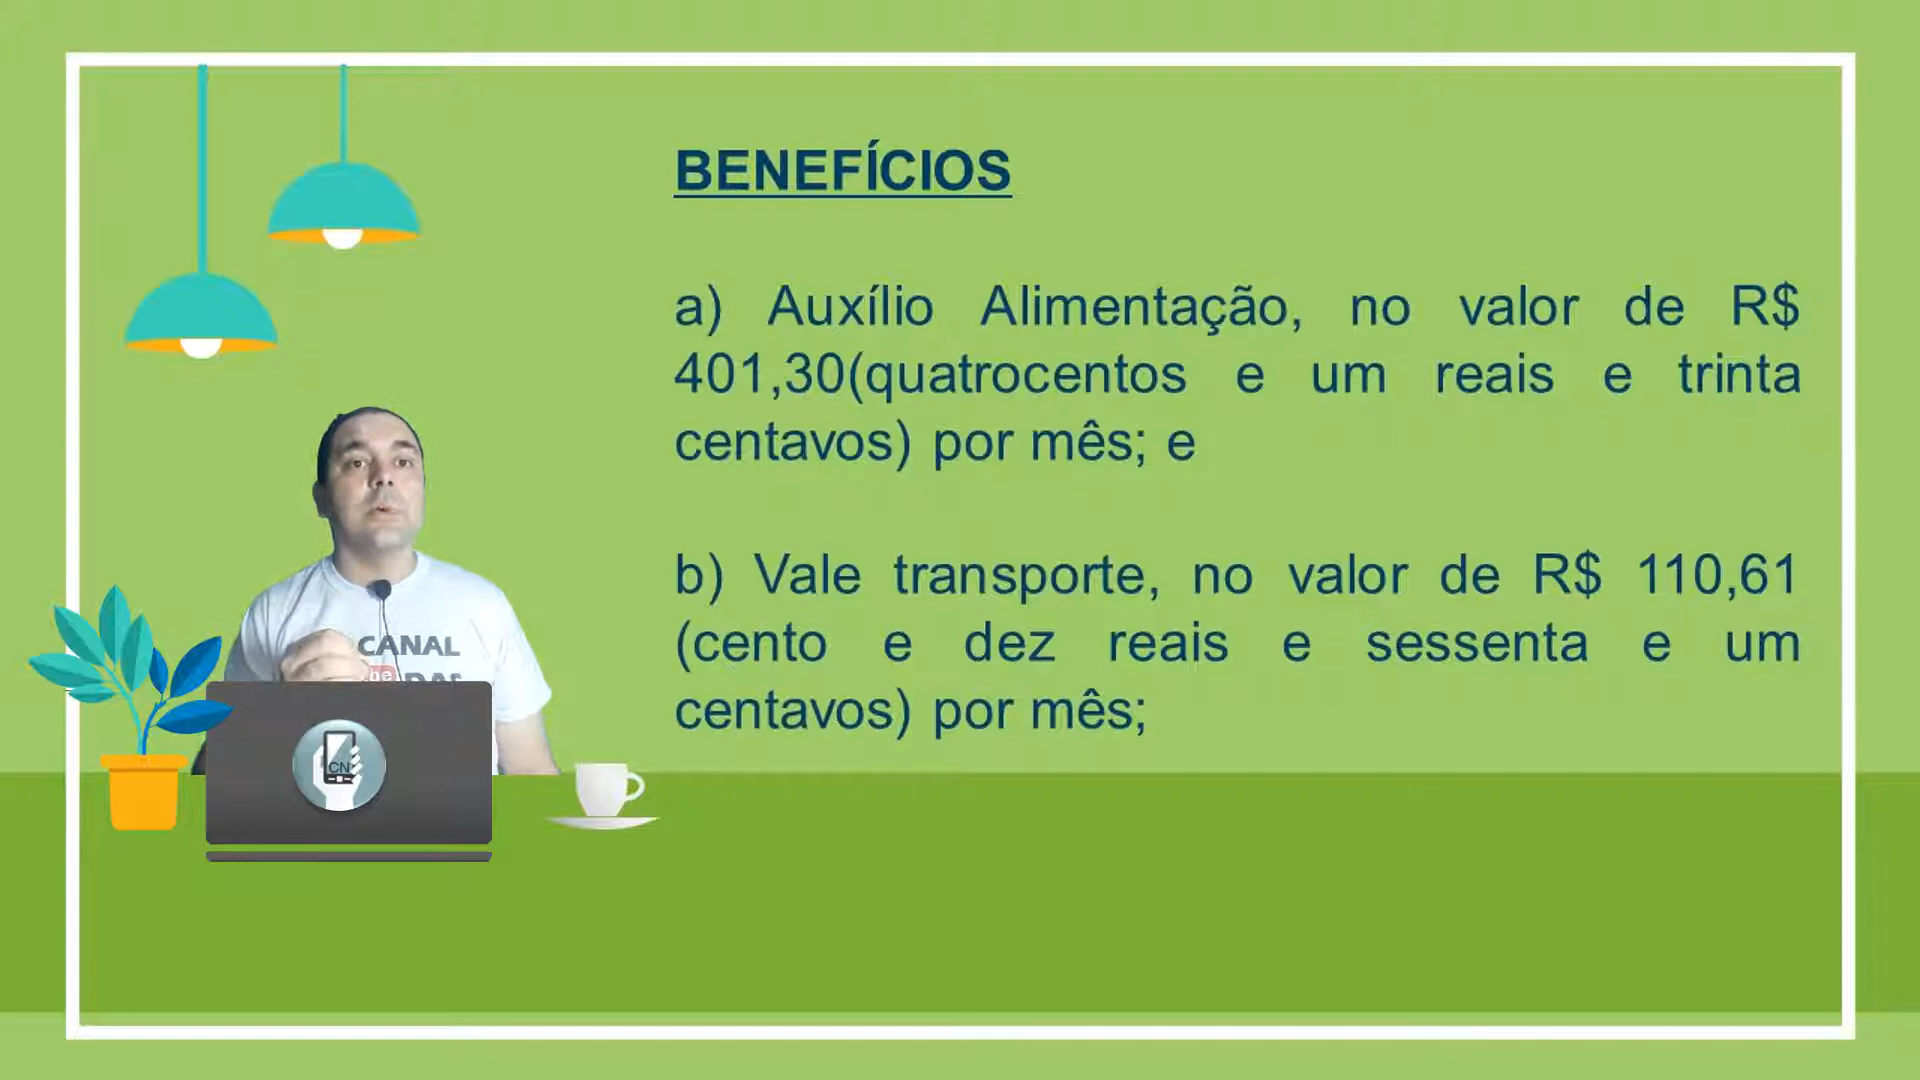 BENEFÍCIOS
a) Auxílio Alimentação, no valor de R$
401,30(quatrocentos e um reais e trinta
centavos) por mês; e
b) Vale transporte, no valor de R$ 110,61
(cento e dez reais e sessenta e um
centavos) por mês;
CANAL
be
CN